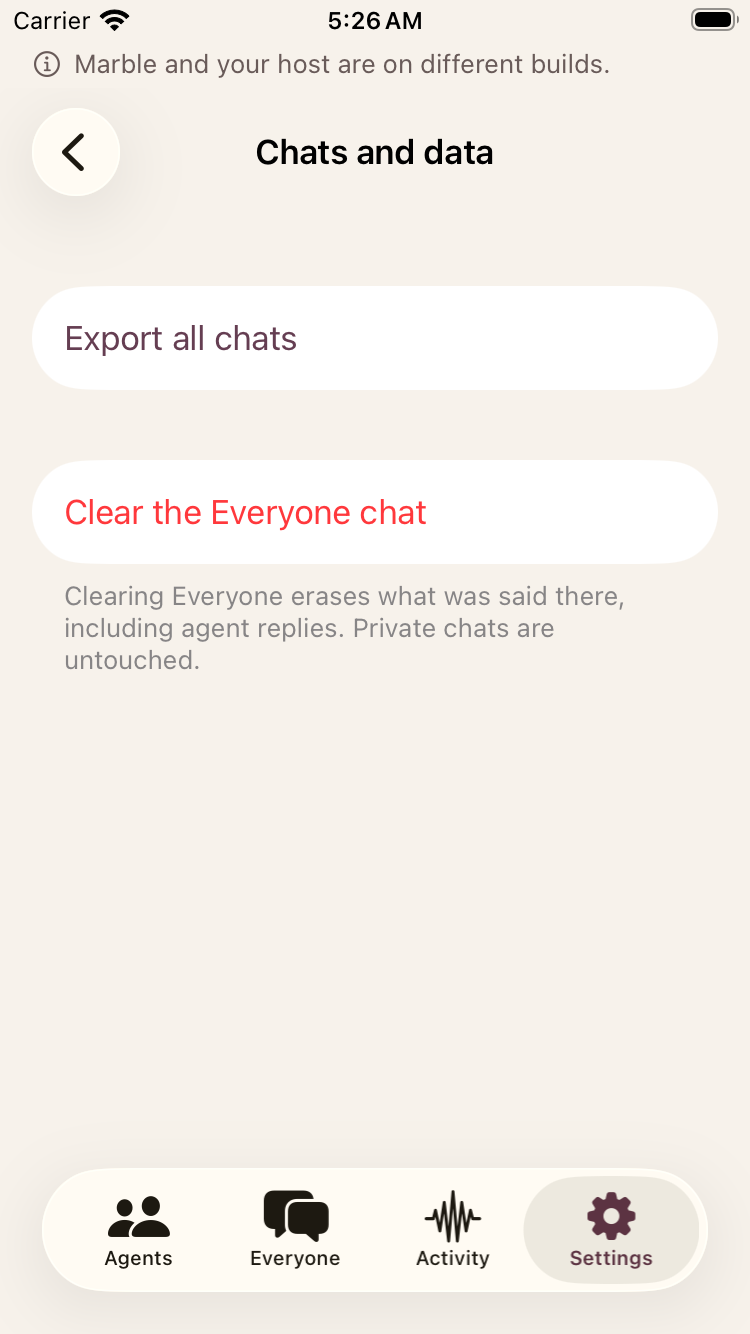 Carrier 5:26 AM
Marble and your host are on different builds.
Chats and data
Export all chats
Clear the Everyone chat
Clearing Everyone erases what was said there,
including agent replies. Private chats are
untouched.
Agents Everyone Activity Settings